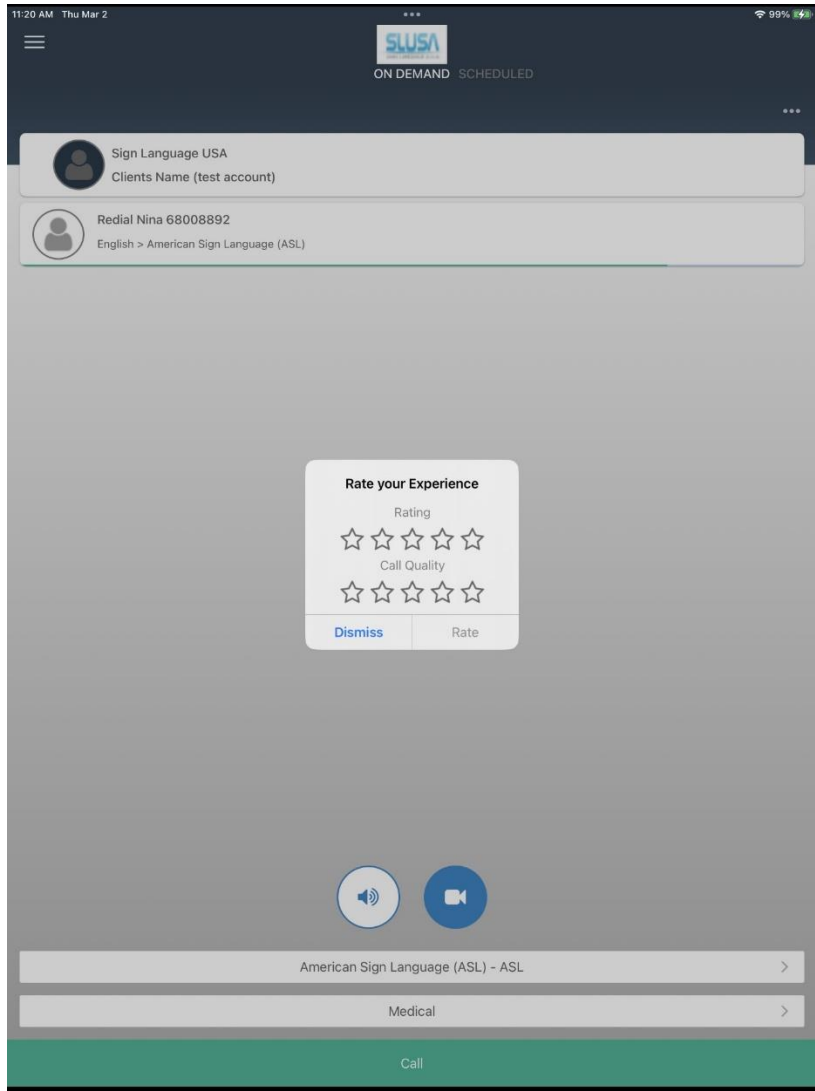 11:20 AM Thu Mar 2
99%
SLUSA
ON DEMAND SCHEDULED
Sign Language USA
Clients Name (test account)
Redial Nina 68008892
English > American Sign Language (ASL)
Rate your Experience
Rating
Call Quality
Dismiss Rate
American Sign Language (ASL) - ASL
Medical
Call